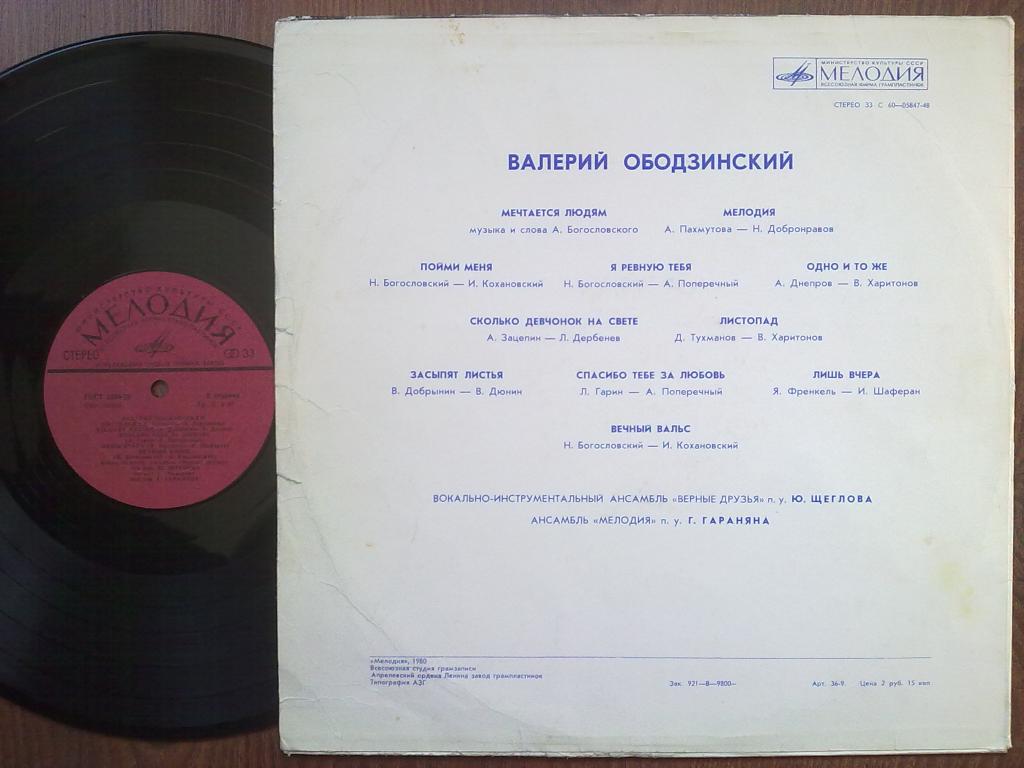 МИНИСТЕРСТВО КУЛЬТУРЫ СССР
МЕЛОДИЯ
ВСЕСОЮЗНАЯ ФИРМА ГРАМПЛАСТИНОК
СТЕРЕО 33 С 60—05847-48
ВАЛЕРИЙ ОБОДЗИНСКИЙ
МЕЧТАЕТСЯ ЛЮДЯМ МЕЛОДИЯ
музыка и слова А. Богословского А. Пахмутова — Н. Добронравов
ПОЙМИ МЕНЯ Я РЕВНУЮ ТЕБЯ ОДНО И ТО ЖЕ
Н. Богословский — И. Кохановский Н. Богословский — А. Поперечный А. Днепров — В. Харитонов
СКОЛЬКО ДЕВЧОНОК НА СВЕТЕ ЛИСТОПАД
А. Зацепин — Л. Дербенев Д. Тухманов — В. Харитонов
ЗАСЫПЯТ ЛИСТЬЯ СПАСИБО ТЕБЕ ЗА ЛЮБОВЬ ЛИШЬ ВЧЕРА
В. Добрынин — В. Дюнин Л. Гарин — А. Поперечный Я. Френкель — И. Шаферан
ВЕЧНЫЙ ВАЛЬС
Н. Богословский — И. Кохановский
ВОКАЛЬНО-ИНСТРУМЕНТАЛЬНЫЙ АНСАМБЛЬ «ВЕРНЫЕ ДРУЗЬЯ» п. у. Ю. ЩЕГЛОВА
АНСАМБЛЬ «МЕЛОДИЯ» п. у. Г. ГАРАНЯНА
«Мелодия», 1980
Всесоюзная студия грамзаписи
Апрелевский ордена Ленина завод грампластинок
Типография АЗГ
Зак. 921—В—9800— Арт. 36-9. Цена 2 руб. 15 коп
МИНИСТЕРСТВО КУЛЬТУРЫ СССР
МЕЛОДИЯ
СТЕРЕО 33